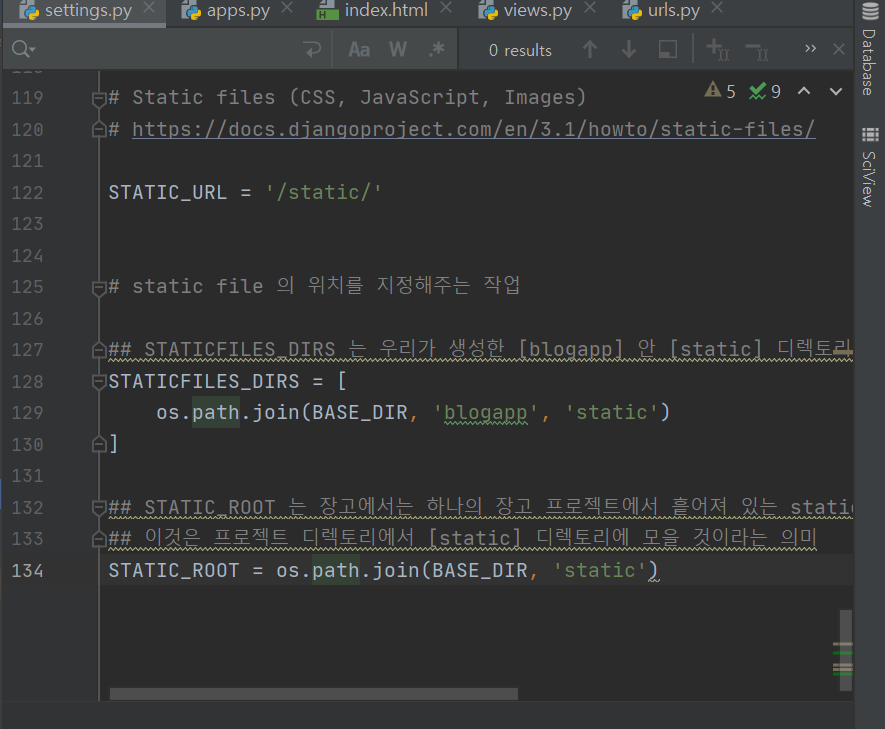 settings.py apps.py index.html views.py urls.py
Aa W .* 0 results
5 9
119 # Static files (CSS, JavaScript, Images)
120 # https://docs.djangoproject.com/en/3.1/howto/static-files/
121
122 STATIC_URL = '/static/'
123
124
125 # static file 의 위치를 지정해주는 작업
126
127 ## STATICFILES_DIRS 는 우리가 생성한 [blogapp] 안 [static] 디렉토리
128 STATICFILES_DIRS = [
129 os.path.join(BASE_DIR, 'blogapp', 'static')
130 ]
131
132 ## STATIC_ROOT 는 장고에서는 하나의 장고 프로젝트에서 흩어져 있는 static
133 ## 이것은 프로젝트 디렉토리에서 [static] 디렉토리에 모을 것이라는 의미
134 STATIC_ROOT = os.path.join(BASE_DIR, 'static')
Database
SciView